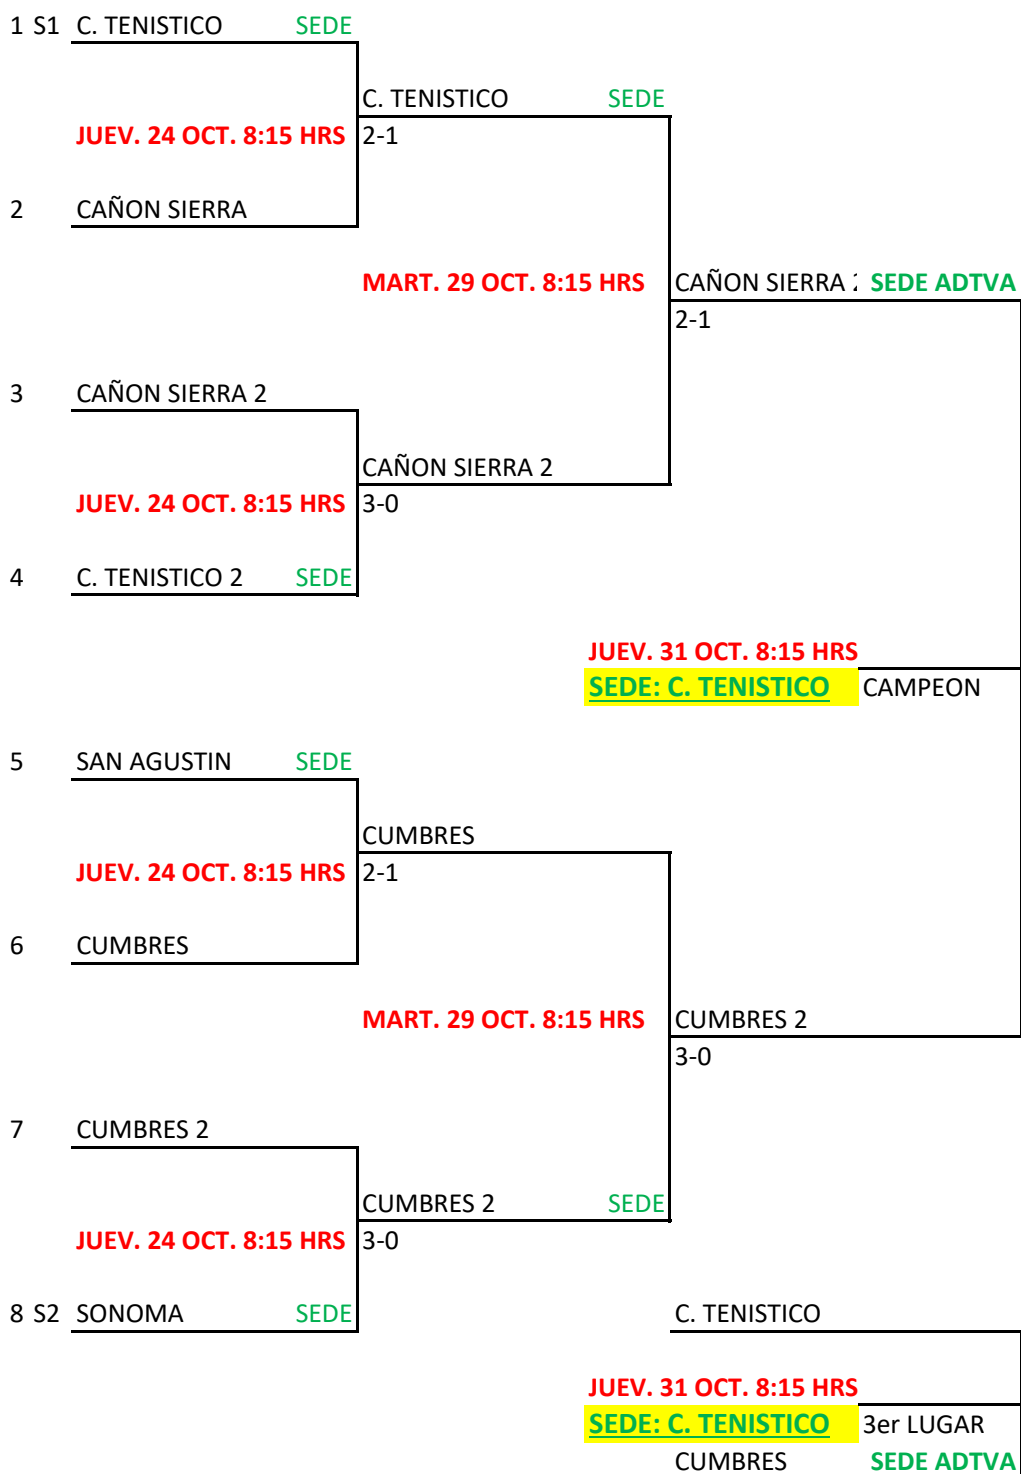 1 S1 C. TENISTICO SEDE
C. TENISTICO SEDE
JUEV. 24 OCT. 8:15 HRS 2-1
2 CAÑON SIERRA
MART. 29 OCT. 8:15 HRS CAÑON SIERRA 2 SEDE ADTVA
2-1
3 CAÑON SIERRA 2
CAÑON SIERRA 2
JUEV. 24 OCT. 8:15 HRS 3-0
4 C. TENISTICO 2 SEDE
JUEV. 31 OCT. 8:15 HRS
SEDE: C. TENISTICO CAMPEON
5 SAN AGUSTIN SEDE
CUMBRES
JUEV. 24 OCT. 8:15 HRS 2-1
6 CUMBRES
MART. 29 OCT. 8:15 HRS CUMBRES 2
3-0
7 CUMBRES 2
CUMBRES 2 SEDE
JUEV. 24 OCT. 8:15 HRS 3-0
8 S2 SONOMA SEDE C. TENISTICO
JUEV. 31 OCT. 8:15 HRS
SEDE: C. TENISTICO 3er LUGAR
CUMBRES SEDE ADTVA